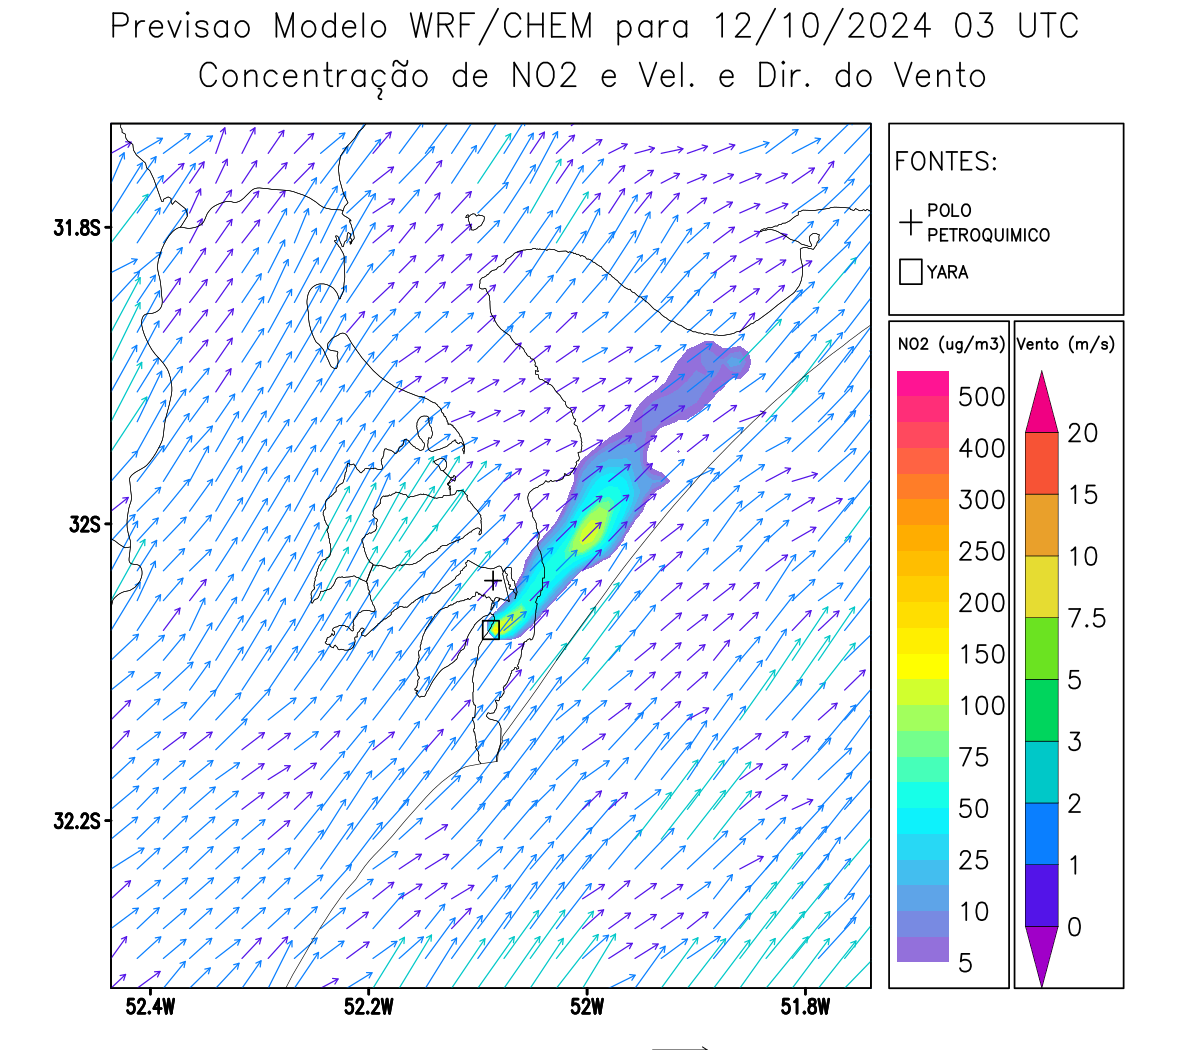 Previsao Modelo WRF/CHEM para 12/10/2024 03 UTC
Concentração de NO2 e Vel. e Dir. do Vento
FONTES:
POLO
PETROQUIMICO
YARA
31.8S
32S
32.2S
52.4W
52.2W
52W
51.8W
NO2 (ug/m3)
500
400
300
250
200
150
100
75
50
25
10
5
Vento (m/s)
20
15
10
7.5
5
3
2
1
0